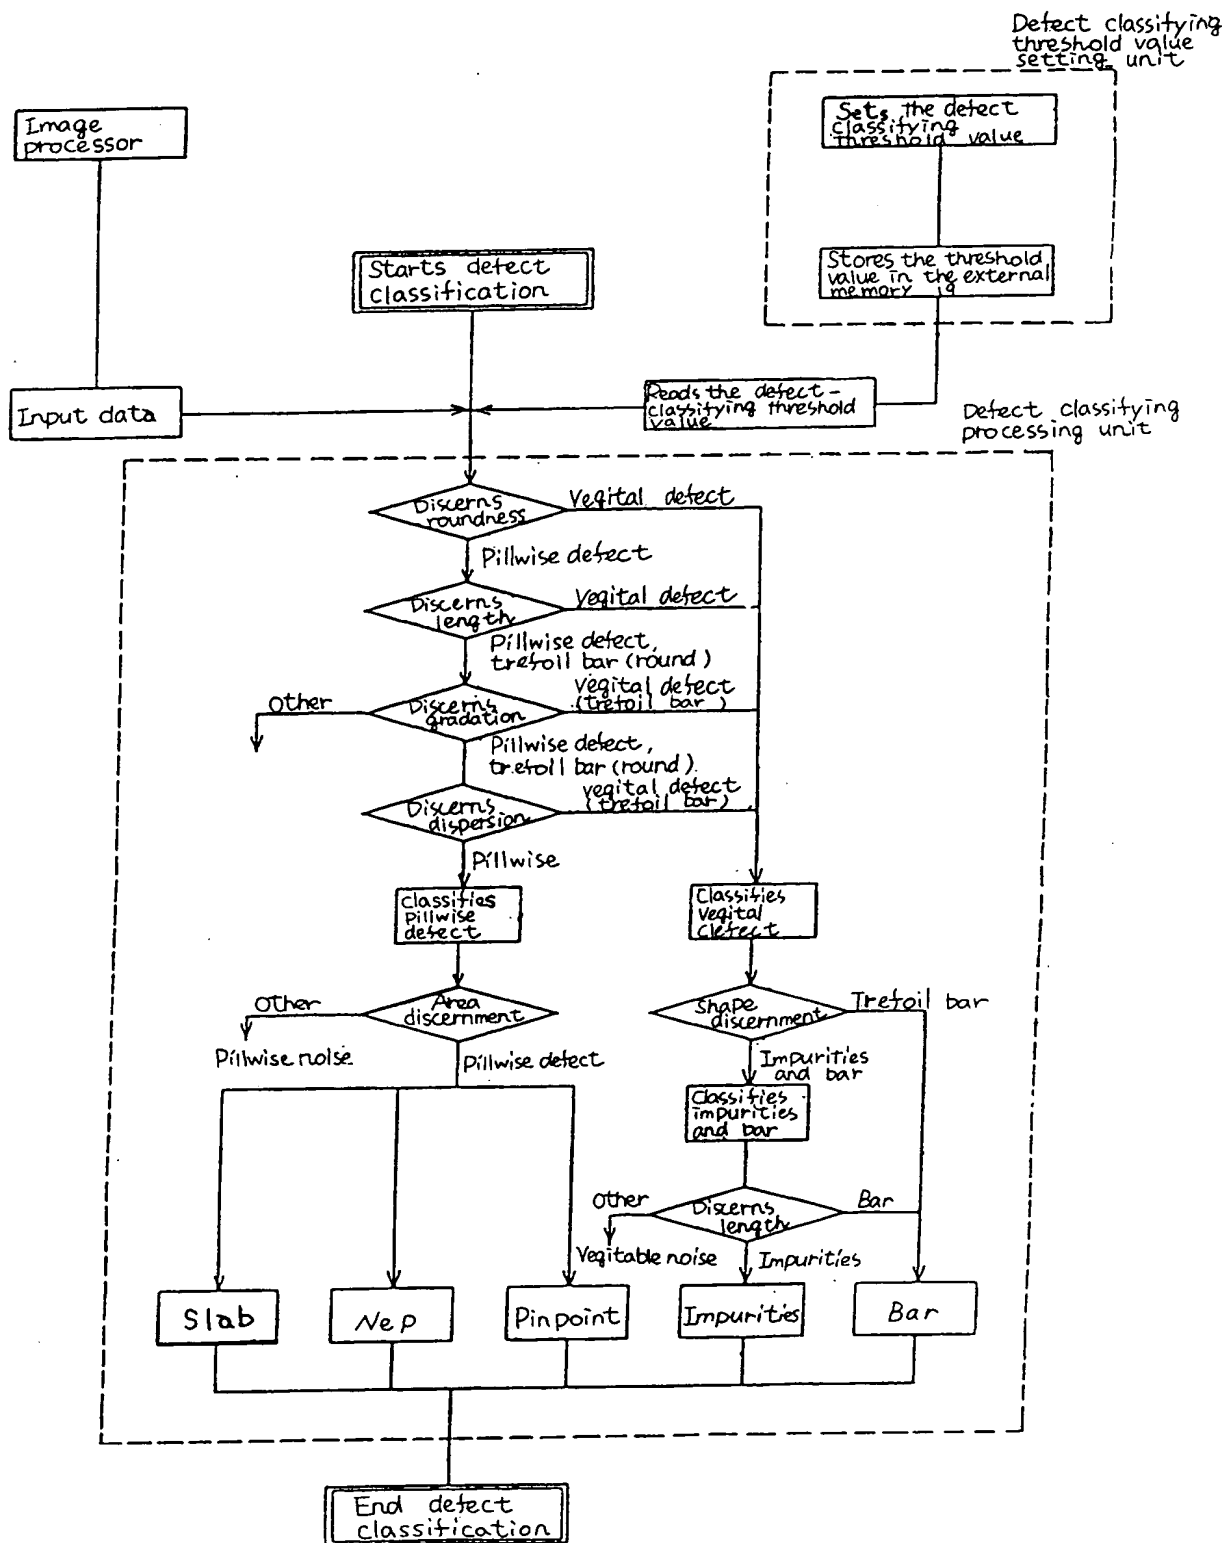 Defect classifying
threshold value
setting unit
Sets the defect
classifying
threshold value
Image
processor
Stores the threshold
value in the external
memory 19
Starts defect
classification
Input data
Reads the defect-
classifying threshold
value
Defect classifying
processing unit
Discerns
roundness
Vegital defect
Pillwise defect
Discerns
length
Vegital defect
Pillwise defect,
trefoil bar (round)
Other
Discerns
gradation
Vegital defect
(trefoil bar)
Pillwise defect,
trefoil bar (round).
Discerns
dispersion
vegital defect
(trefoil bar)
Pillwise
Classifies
Pillwise
defect
Classifies
Vegital
defect
Other
Area
discernment
Pillwise noise
Pillwise defect
Shape
discernment
Trefoil bar
Impurities
and bar
Classifies
impurities
and bar
Other
Discerns
length
Bar
Vegitable noise
Impurities
Slab
Nep
Pinpoint
Impurities
Bar
End defect
classification